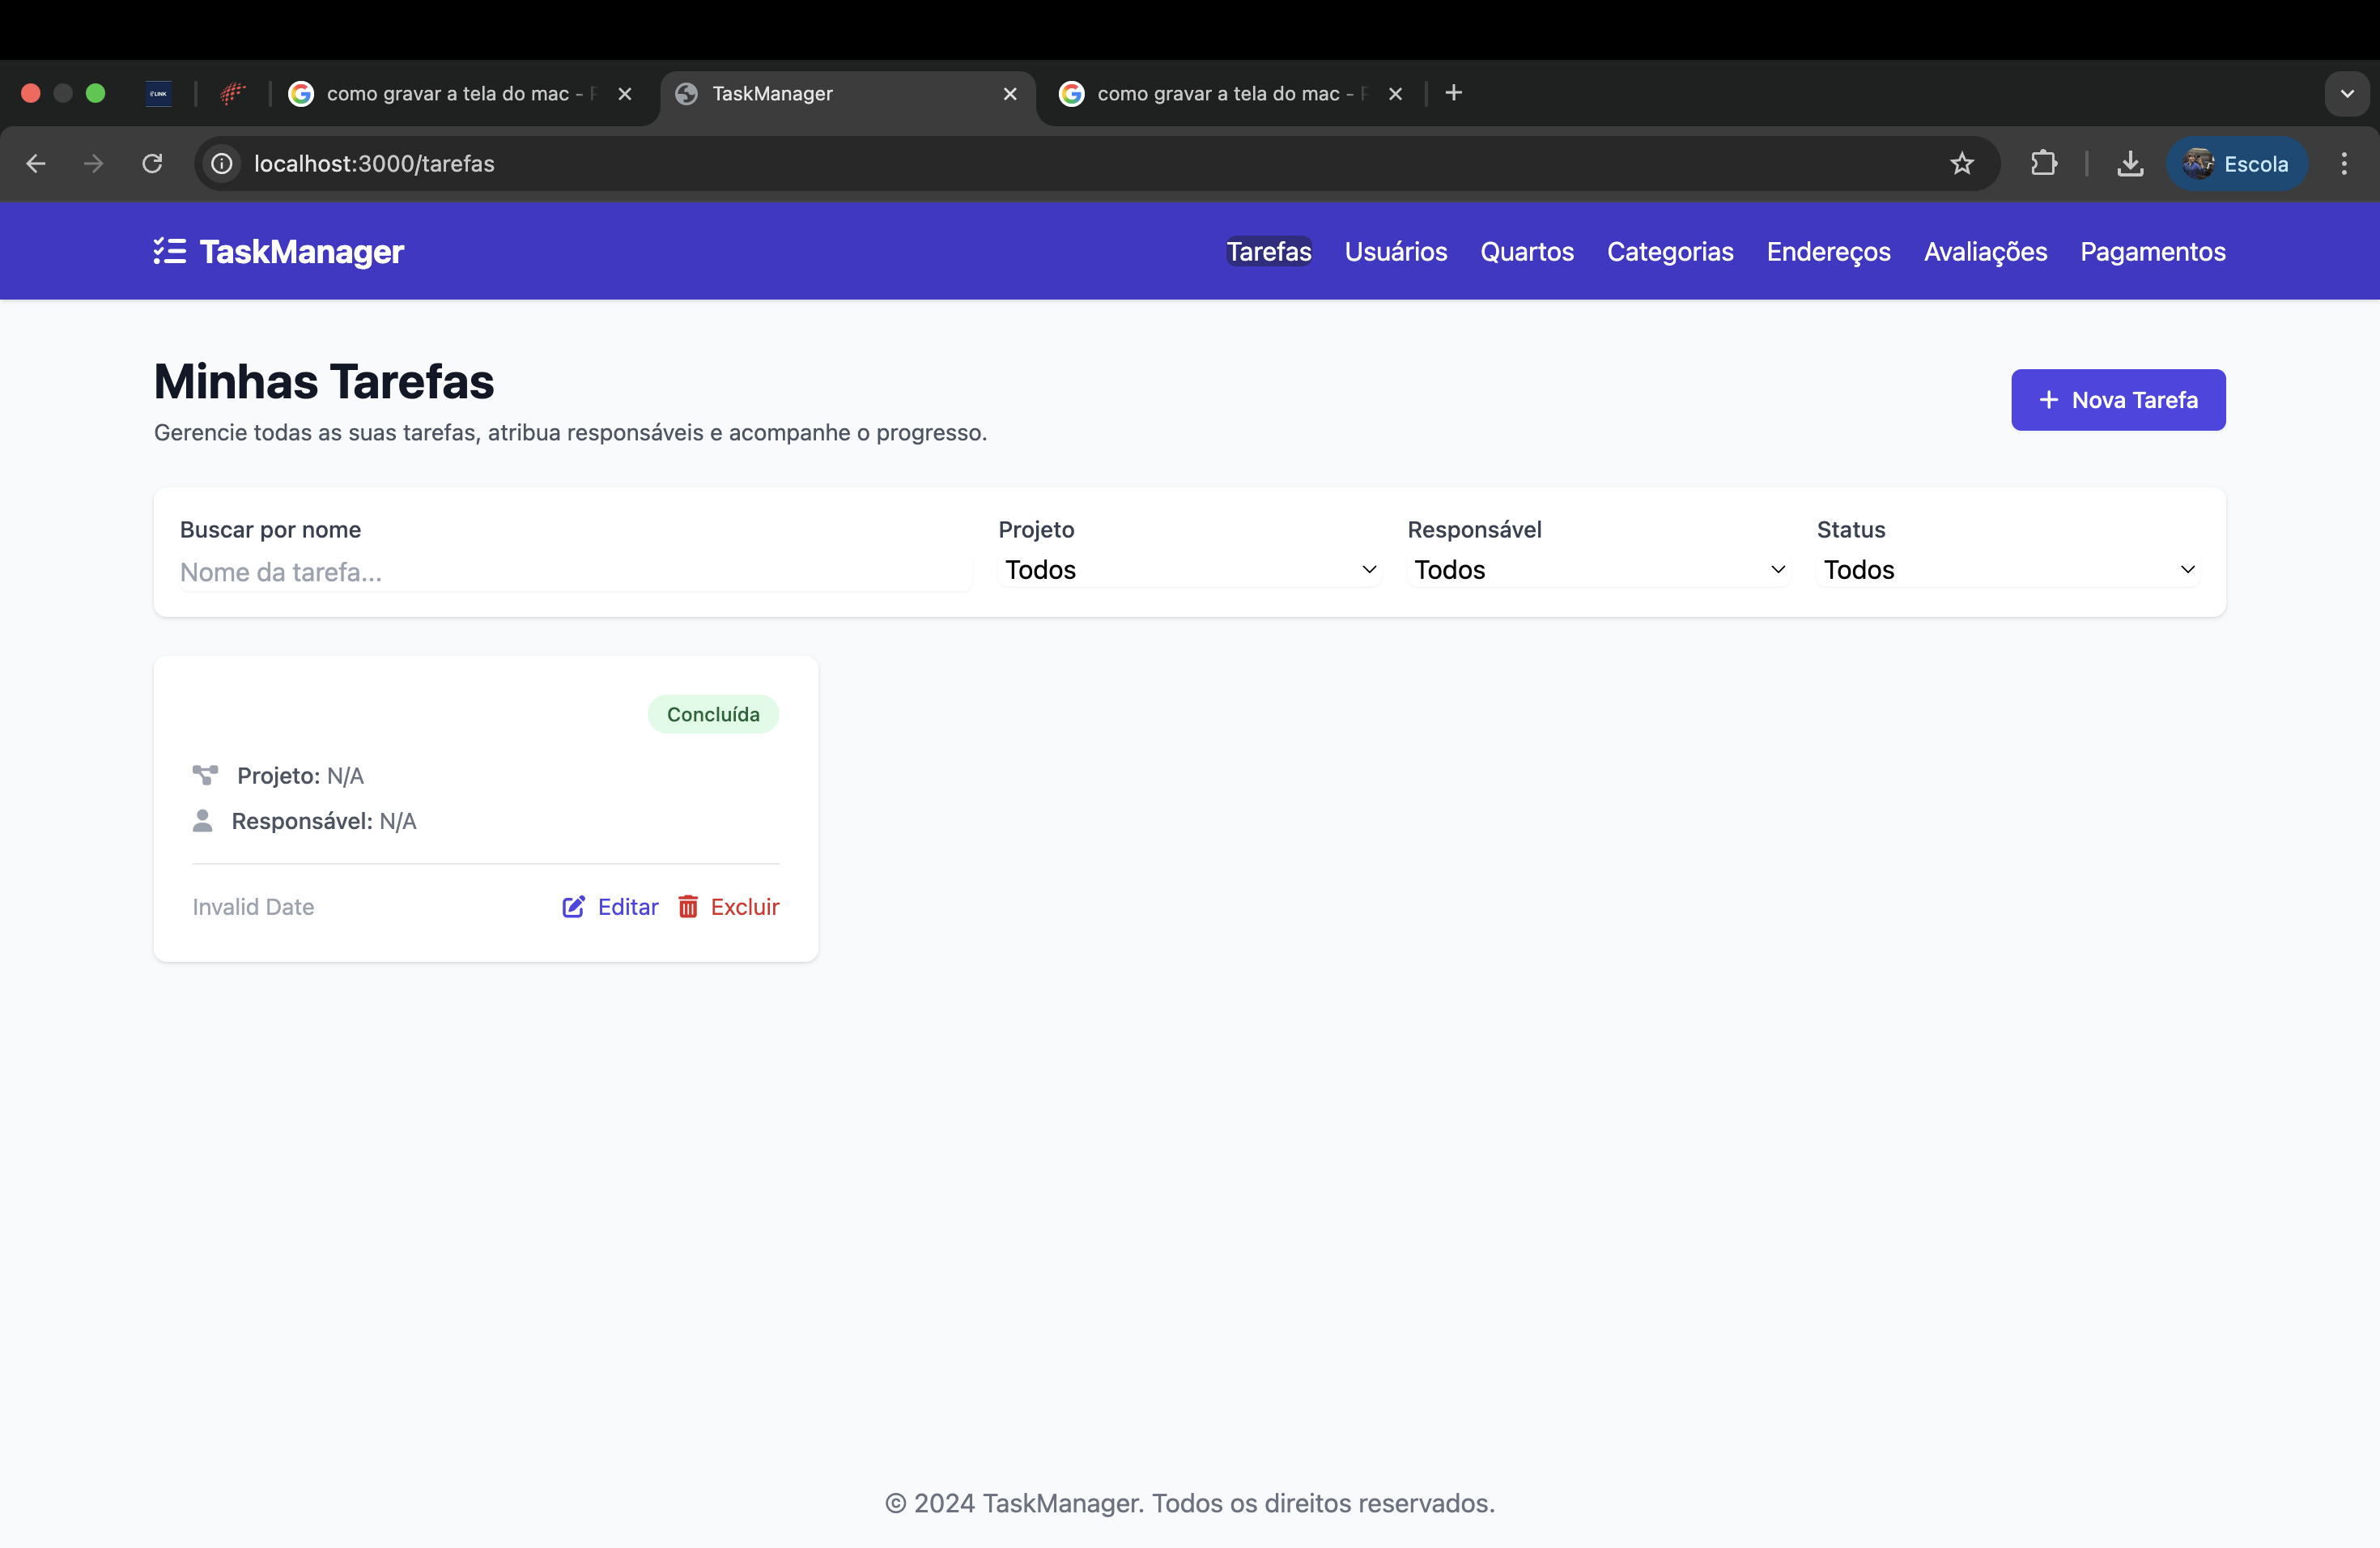 LINK
como gravar a tela do mac -
TaskManager
como gravar a tela do mac -
localhost:3000/tarefas
Escola
TaskManager
Tarefas Usuários Quartos Categorias Endereços Avaliações Pagamentos
Minhas Tarefas
Gerencie todas as suas tarefas, atribua responsáveis e acompanhe o progresso.
+ Nova Tarefa
Buscar por nome Projeto Responsável Status
Nome da tarefa... Todos Todos Todos
Concluída
Projeto: N/A
Responsável: N/A
Invalid Date Editar Excluir
© 2024 TaskManager. Todos os direitos reservados.